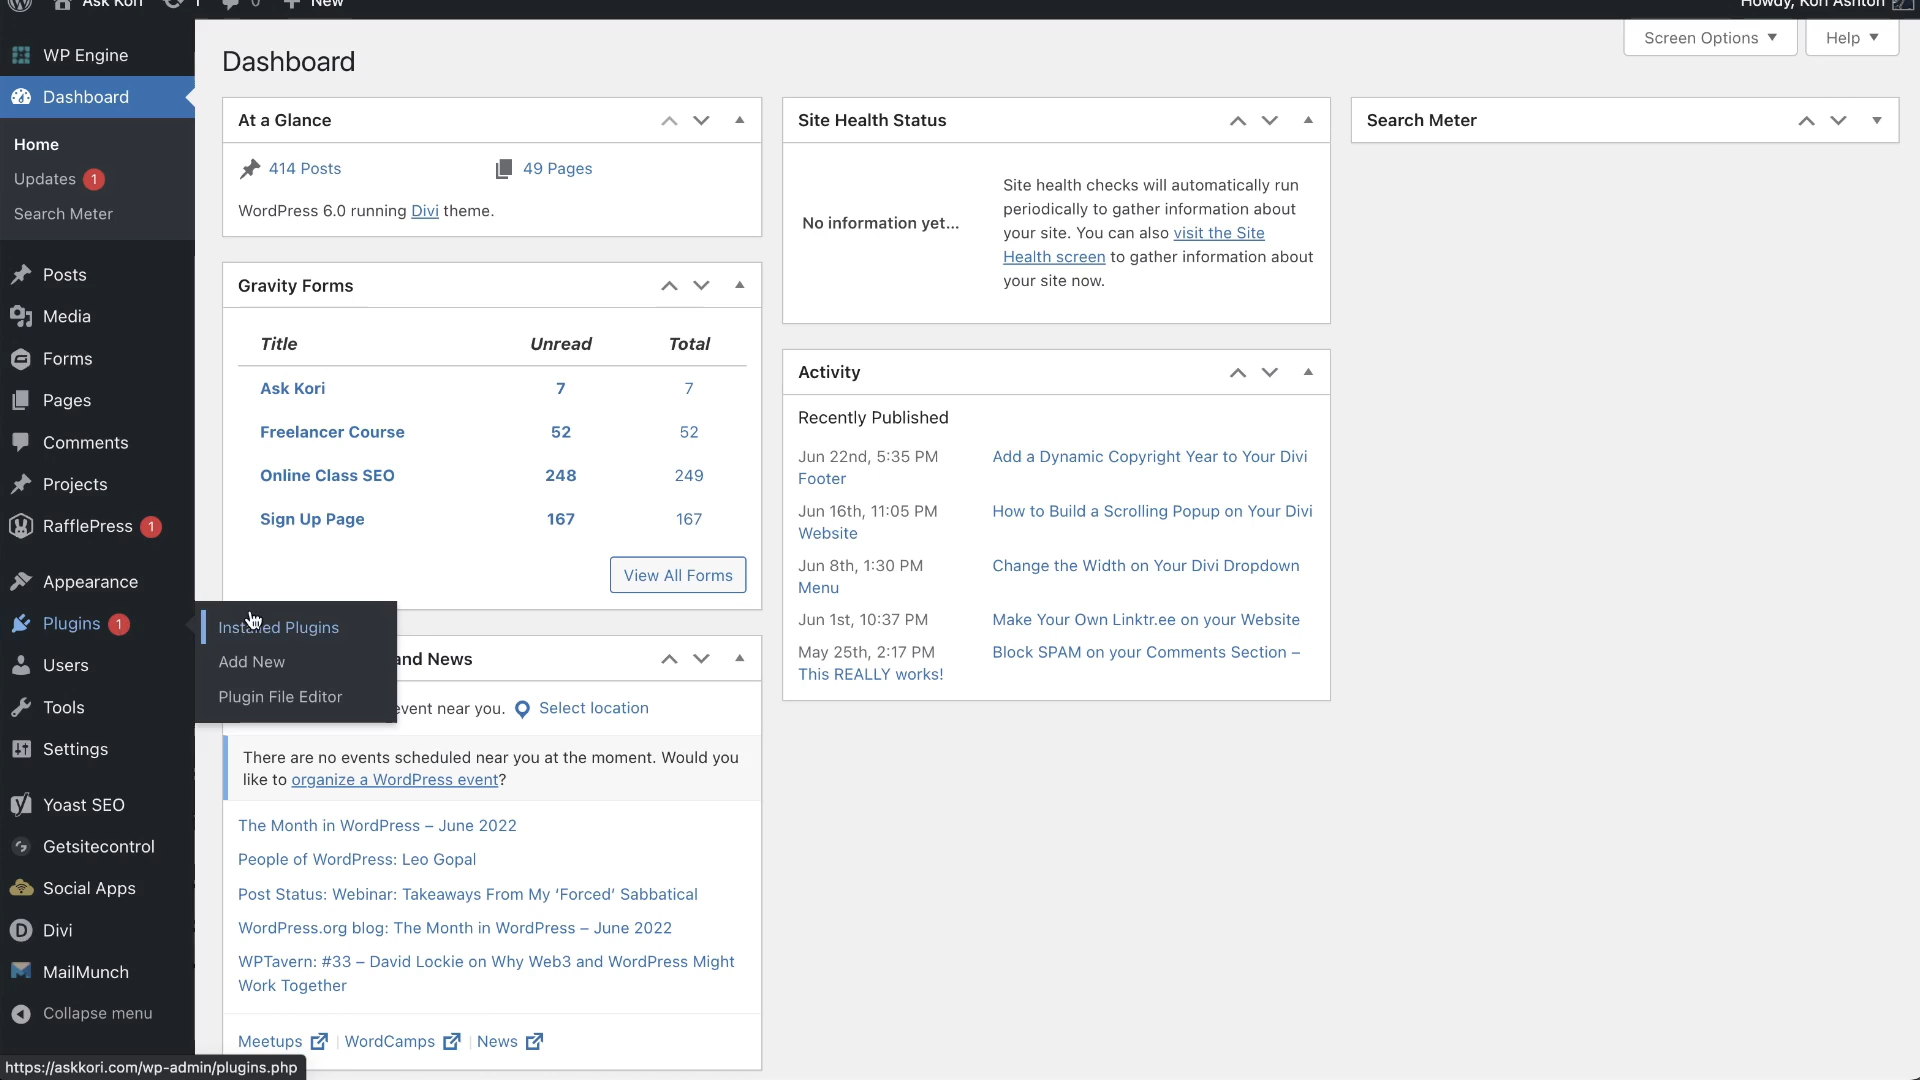 Ask Kori 1 0 New
Howdy, Kori Ashton
WP Engine
Dashboard
Home
Updates 1
Search Meter
Posts
Media
Forms
Pages
Comments
Projects
RafflePress 1
Appearance
Plugins 1
Users
Tools
Settings
Yoast SEO
Getsitecontrol
Social Apps
Divi
MailMunch
Collapse menu
Installed Plugins
Add New
Plugin File Editor
Dashboard
Screen Options
Help
At a Glance
414 Posts
49 Pages
WordPress 6.0 running Divi theme.
Gravity Forms
Title Unread Total
Ask Kori 7 7
Freelancer Course 52 52
Online Class SEO 248 249
Sign Up Page 167 167
View All Forms
and News
event near you. Select location
There are no events scheduled near you at the moment. Would you
like to organize a WordPress event?
The Month in WordPress – June 2022
People of WordPress: Leo Gopal
Post Status: Webinar: Takeaways From My ‘Forced’ Sabbatical
WordPress.org blog: The Month in WordPress – June 2022
WPTavern: #33 – David Lockie on Why Web3 and WordPress Might
Work Together
Meetups | WordCamps | News
Site Health Status
No information yet...
Site health checks will automatically run
periodically to gather information about
your site. You can also visit the Site
Health screen to gather information about
your site now.
Activity
Recently Published
Jun 22nd, 5:35 PM Add a Dynamic Copyright Year to Your Divi
Footer
Jun 16th, 11:05 PM How to Build a Scrolling Popup on Your Divi
Website
Jun 8th, 1:30 PM Change the Width on Your Divi Dropdown
Menu
Jun 1st, 10:37 PM Make Your Own Linktr.ee on your Website
May 25th, 2:17 PM Block SPAM on your Comments Section –
This REALLY works!
Search Meter
https://askkori.com/wp-admin/plugins.php